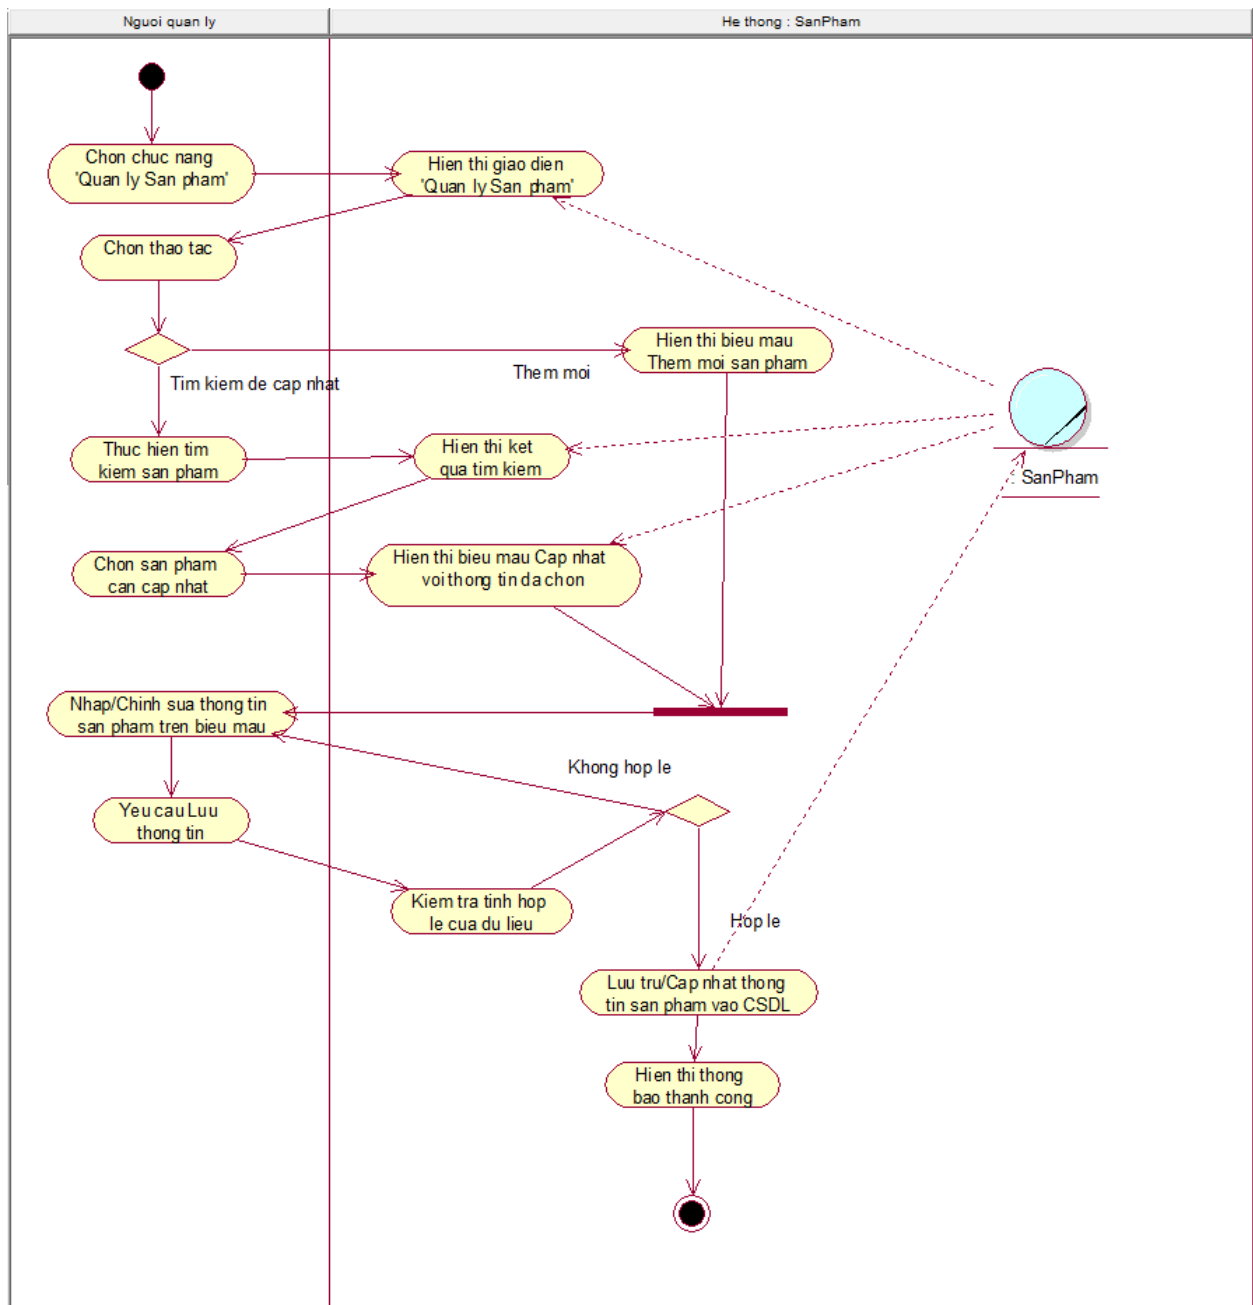 Nguoi quan ly
He thong : SanPham
Chon chuc nang
'Quan ly San pham'
Hien thi giao dien
'Quan ly San pham'
Chon thao tac
Hien thi bieu mau
Them moi san pham
Them moi
Tim kiem de cap nhat
Thuc hien tim
kiem san pham
Hien thi ket
qua tim kiem
: SanPham
Chon san pham
can cap nhat
Hien thi bieu mau Cap nhat
voi thong tin da chon
Nhap/Chinh sua thong tin
san pham tren bieu mau
Khong hop le
Yeu cau Luu
thong tin
Kiem tra tinh hop
le cua du lieu
Hop le
Luu tru/Cap nhat thong
tin san pham vao CSDL
Hien thi thong
bao thanh cong